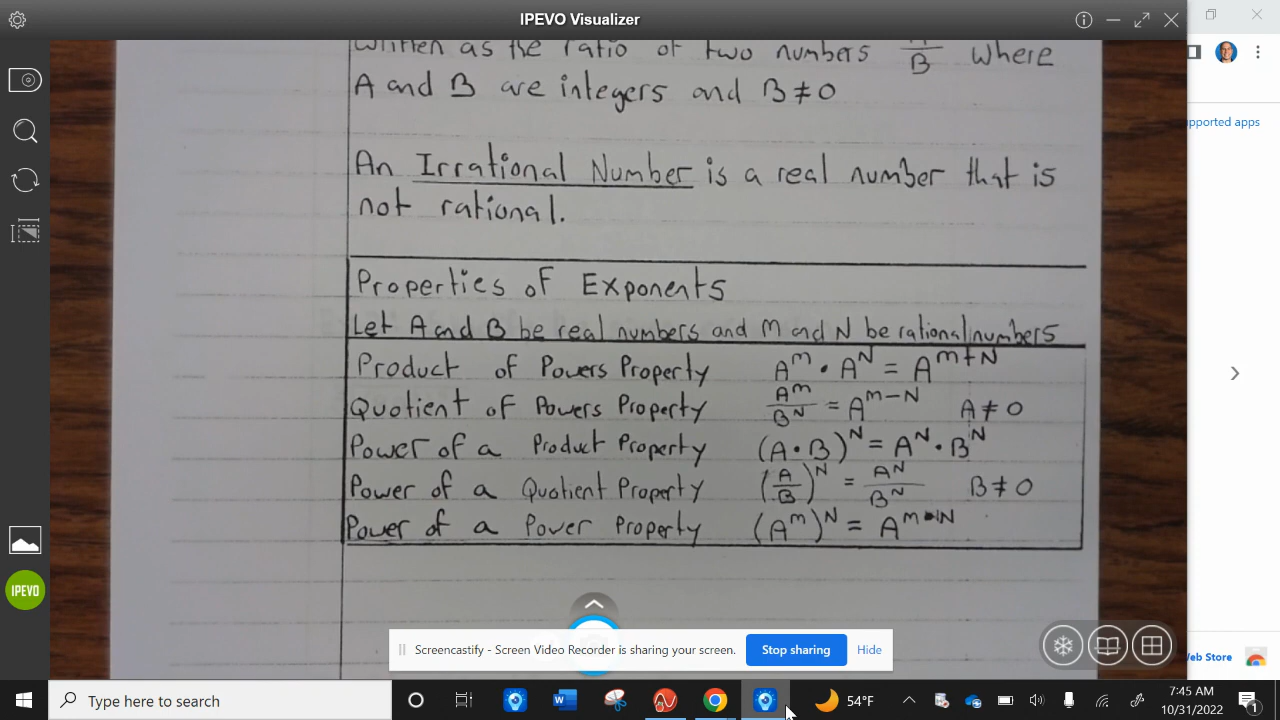 IPEVO Visualizer
written as the ratio of two numbers A/B where
A and B are integers and B≠0
An Irrational Number is a real number that is
not rational.
Properties of Exponents
Let A and B be real numbers and M and N be rational numbers
Product of Powers Property A^M • A^N = A^(M+N)
Quotient of Powers Property A^M/B^N = A^(M-N) A≠0
Power of a Product Property (A•B)^N = A^N • B^N
Power of a Quotient Property (A/B)^N = A^N/B^N B≠0
Power of a Power Property (A^M)^N = A^(M•N)
pported apps
IPEVO
Screencastify - Screen Video Recorder is sharing your screen.
Stop sharing
Hide
eb Store
Type here to search
54°F
7:45 AM
10/31/2022
1